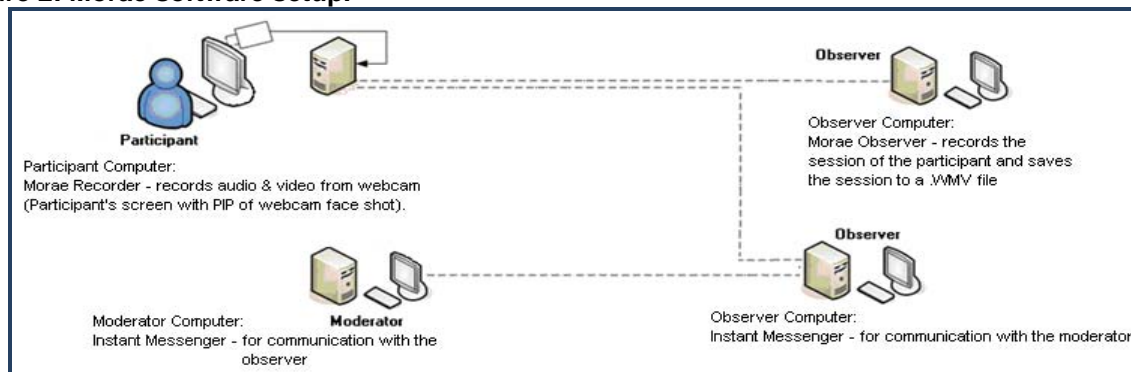 Observer
Participant
Participant Computer:
Morae Recorder - records audio & video from webcam
(Participant's screen with PIP of webcam face shot).
Observer Computer:
Morae Observer - records the
session of the participant and saves
the session to a .WMV file
Observer
Moderator Computer:
Moderator
Instant Messenger - for communication with the
observer
Observer Computer:
Instant Messenger - for communication with the moderator